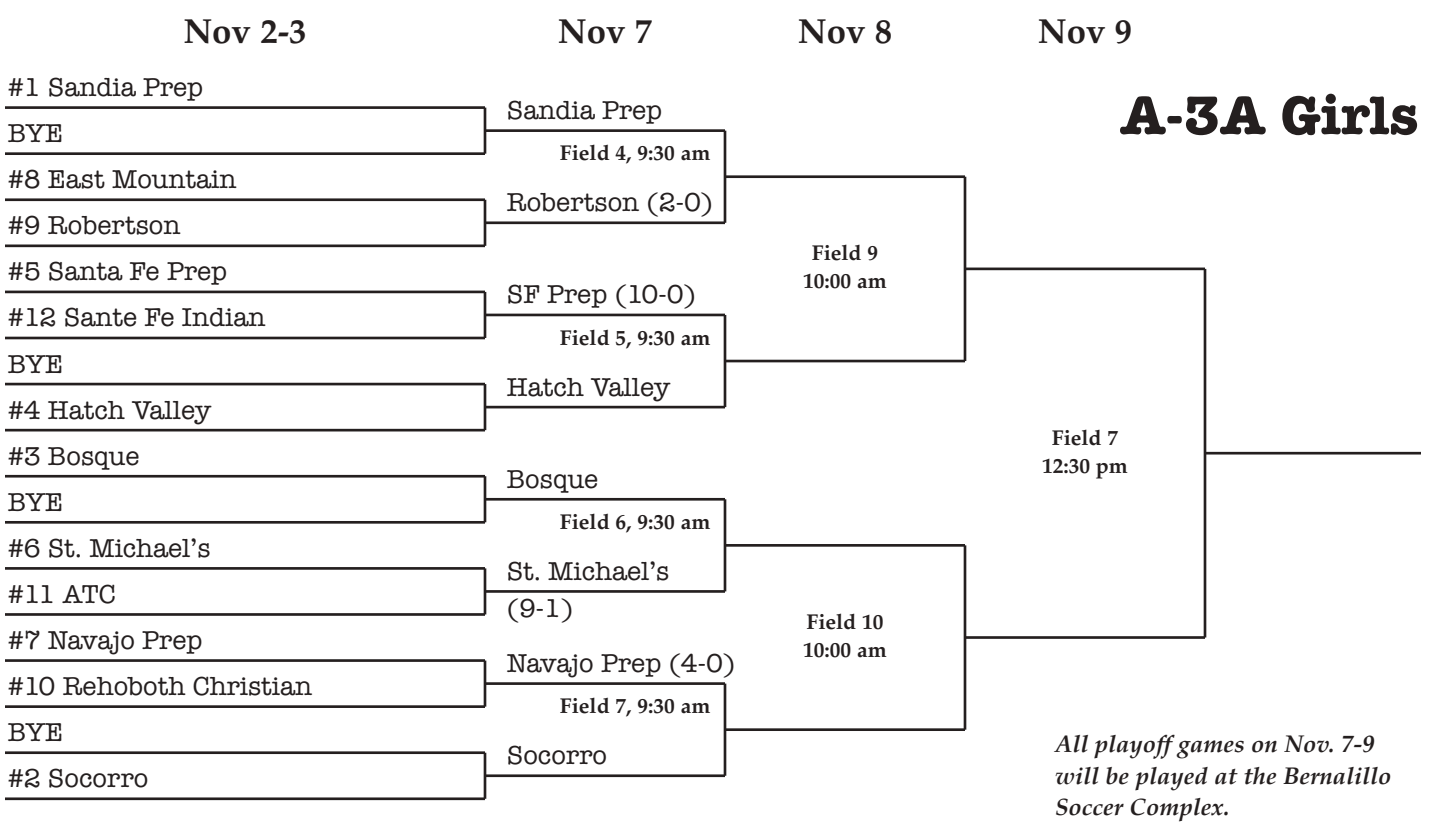 Nov 2-3
Nov 7
Nov 8
Nov 9
A-3A Girls
#1 Sandia Prep
BYE
#8 East Mountain
#9 Robertson
#5 Santa Fe Prep
#12 Sante Fe Indian
BYE
#4 Hatch Valley
#3 Bosque
BYE
#6 St. Michael's
#11 ATC
#7 Navajo Prep
#10 Rehoboth Christian
BYE
#2 Socorro
Sandia Prep
Field 4, 9:30 am
Robertson (2-0)
SF Prep (10-0)
Field 5, 9:30 am
Hatch Valley
Bosque
Field 6, 9:30 am
St. Michael's
(9-1)
Navajo Prep (4-0)
Field 7, 9:30 am
Socorro
Field 9
10:00 am
Field 10
10:00 am
Field 7
12:30 pm
All playoff games on Nov. 7-9
will be played at the Bernalillo
Soccer Complex.